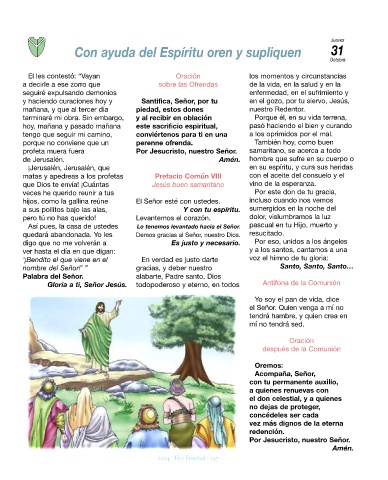 Con ayuda del Espíritu oren y supliquen
Jueves
31
Octubre
El les contestó: “Vayan
a decirle a ese zorro que
seguiré expulsando demonios
y haciendo curaciones hoy y
mañana, y que al tercer día
terminaré mi obra. Sin embargo,
hoy, mañana y pasado mañana
tengo que seguir mi camino,
porque no conviene que un
profeta muera fuera
de Jerusalén.
¡Jerusalén, Jerusalén, que
matas y apedreas a los profetas
que Dios te envía! ¡Cuántas
veces he querido reunir a tus
hijos, como la gallina reúne
a sus pollitos bajo las alas,
pero tú no has querido!
Así pues, la casa de ustedes
quedará abandonada. Yo les
digo que no me volverán a
ver hasta el día en que digan:
‘¡Bendito el que viene en el
nombre del Señor!’ ”
Palabra del Señor.
Gloria a ti, Señor Jesús.
Oración
sobre las Ofrendas
Santifica, Señor, por tu
piedad, estos dones
y al recibir en oblación
este sacrificio espiritual,
conviértenos para ti en una
perenne ofrenda.
Por Jesucristo, nuestro Señor.
Amén.
Prefacio Común VIII
Jesús buen samaritano
El Señor esté con ustedes.
Y con tu espíritu.
Levantemos el corazón.
Lo tenemos levantado hacia el Señor.
Demos gracias al Señor, nuestro Dios.
Es justo y necesario.
En verdad es justo darte
gracias, y deber nuestro
alabarte, Padre santo, Dios
todopoderoso y eterno, en todos
los momentos y circunstancias
de la vida, en la salud y en la
enfermedad, en el sufrimiento y
en el gozo, por tu siervo, Jesús,
nuestro Redentor.
Porque él, en su vida terrena,
pasó haciendo el bien y curando
a los oprimidos por el mal.
También hoy, como buen
samaritano, se acerca a todo
hombre que sufre en su cuerpo o
en su espíritu, y cura sus heridas
con el aceite del consuelo y el
vino de la esperanza.
Por este don de tu gracia,
incluso cuando nos vemos
sumergidos en la noche del
dolor, vislumbramos la luz
pascual en tu Hijo, muerto y
resucitado.
Por eso, unidos a los ángeles
y a los santos, cantamos a una
voz el himno de tu gloria:
Santo, Santo, Santo…
Antífona de la Comunión
Yo soy el pan de vida, dice
el Señor. Quien venga a mí no
tendrá hambre, y quien crea en
mí no tendrá sed.
Oración
después de la Comunión
Oremos:
Acompaña, Señor,
con tu permanente auxilio,
a quienes renuevas con
el don celestial, y a quienes
no dejas de proteger,
concédeles ser cada
vez más dignos de la eterna
redención.
Por Jesucristo, nuestro Señor.
Amén.